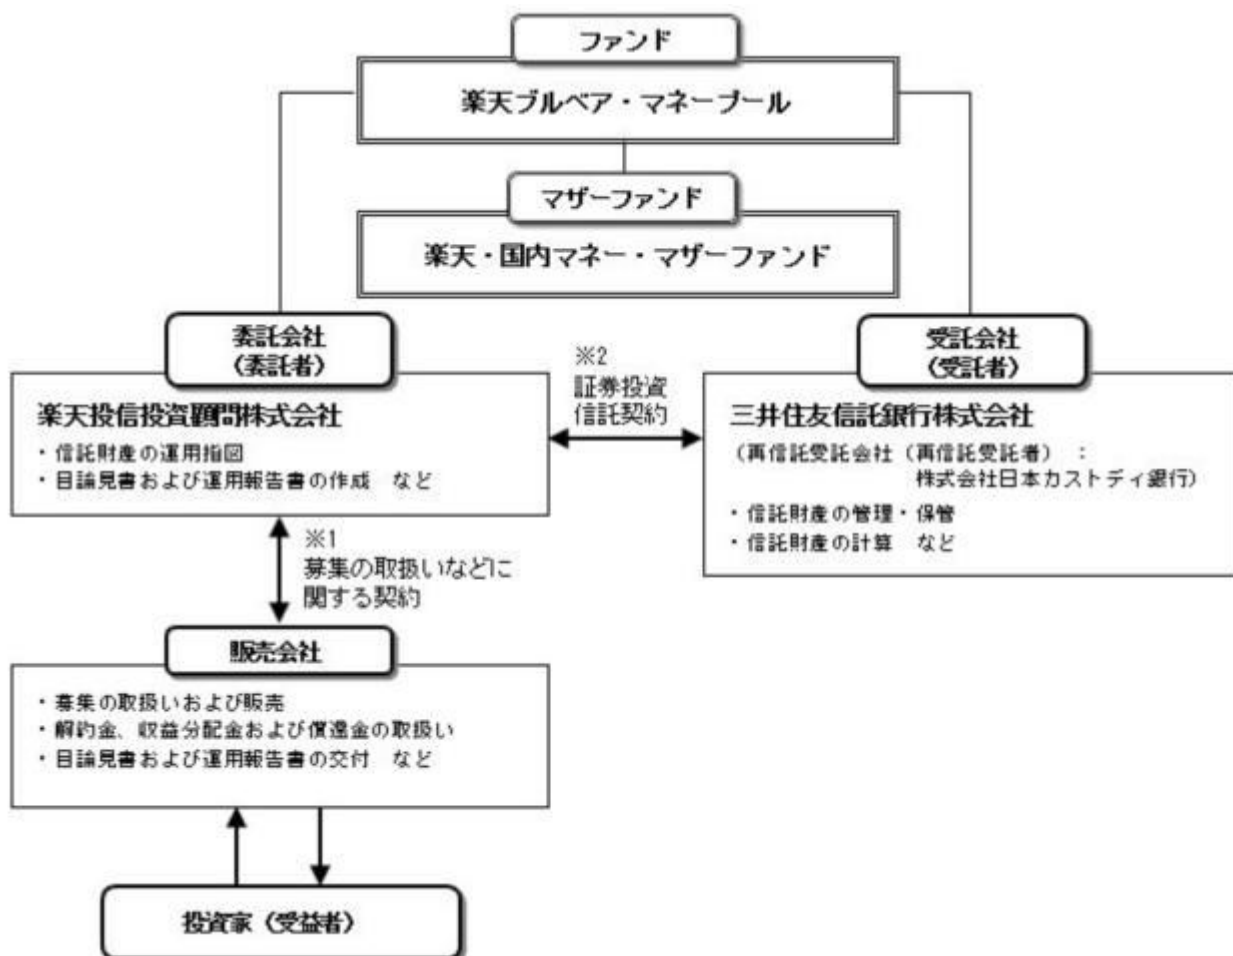 ファンド
楽天ブルベア・マネープール
マザーファンド
楽天・国内マネー・マザーファンド
委託会社
(委託者)
楽天投信投資顧問株式会社
・信託財産の運用指図
・目論見書および運用報告書の作成 など
※2
証券投資
信託契約
受託会社
(受託者)
三井住友信託銀行株式会社
(再信託受託会社(再信託受託者) :
株式会社日本カストディ銀行)
・信託財産の管理・保管
・信託財産の計算 など
※1
募集の取扱いなどに
関する契約
販売会社
・募集の取扱いおよび販売
・解約金、収益分配金および償還金の取扱い
・目論見書および運用報告書の交付 など
投資家(受益者)